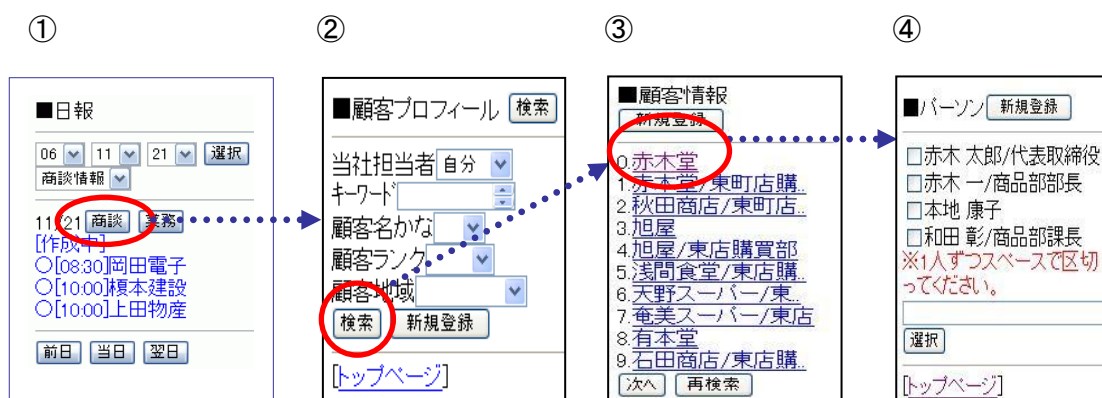 ①
②
③
④
■日報
06 11 21 選択
商談情報
11/21 商談 業務
[作成中]
○[08:30]岡田電子
○[10:00]榎本建設
○[10:00]上田物産
前日 当日 翌日
■顧客プロフィール 検索
当社担当者 自分
キーワード
顧客名かな
顧客ランク
顧客地域
検索 新規登録
[トップページ]
■顧客情報
新規登録
0.赤木堂
1.赤木堂/東町店購..
2.秋田商店/東町店..
3.旭屋
4.旭屋/東店購買部
5.浅間食堂/東店購..
6.天野スーパー/東..
7.奄美スーパー/東店
8.有本堂
9.石田商店/東店購..
次へ 再検索
■パーソン 新規登録
□赤木 太郎/代表取締役
□赤木 一/商品部部長
□本地 康子
□和田 彰/商品部課長
※1人ずつスペースで区切
ってください。
選択
[トップページ]